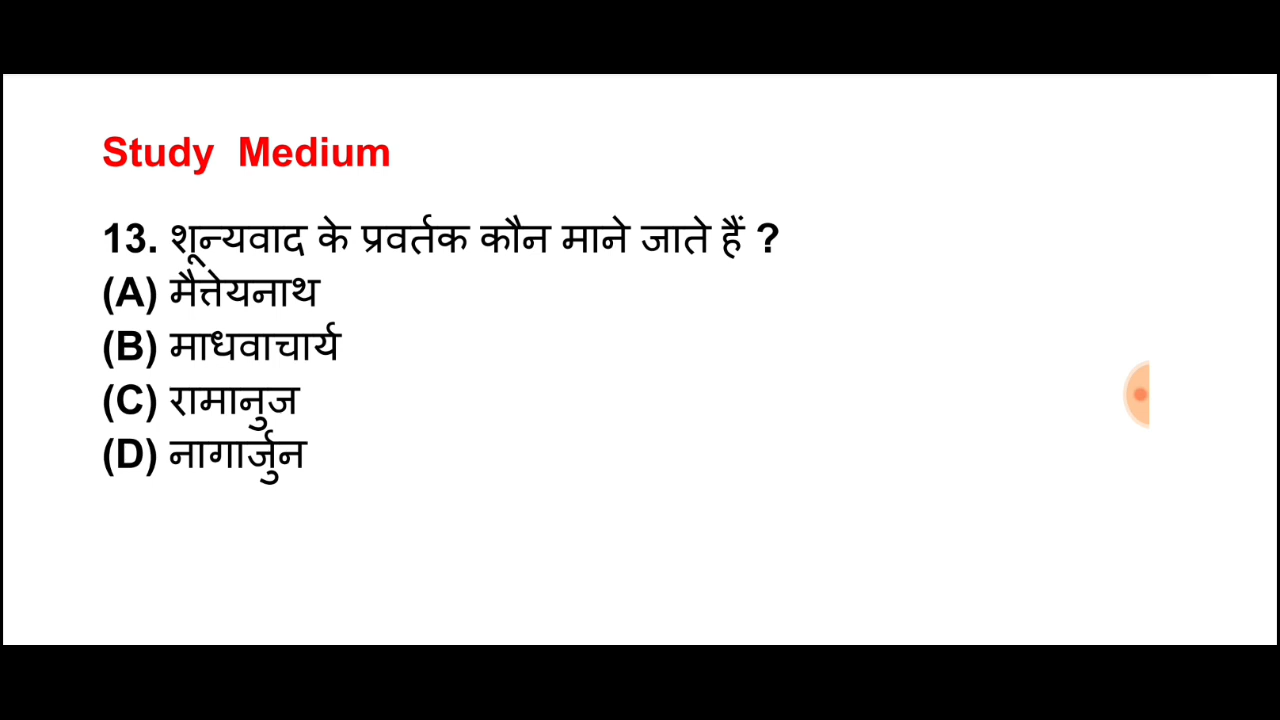 Study Medium
13. शून्यवाद के प्रवर्तक कौन माने जाते हैं ?
(A) मैत्तेयनाथ
(B) माधवाचार्य
(C) रामानुज
(D) नागार्जुन